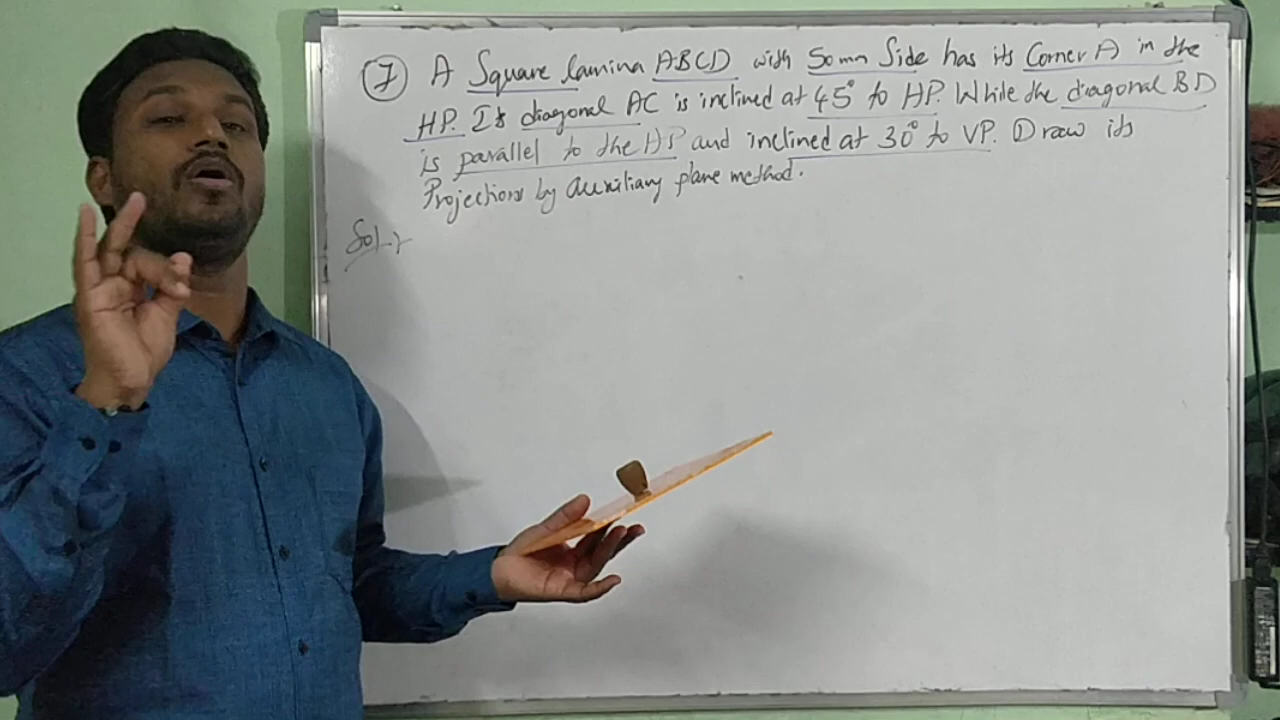 7 A Square lamina ABCD with 50mm Side has its Corner A in the
HP. Its diagonal AC is inclined at 45° to HP. While the diagonal BD
is parallel to the HP and inclined at 30° to VP. Draw its
Projections by auxiliary plane method.
Sol:-